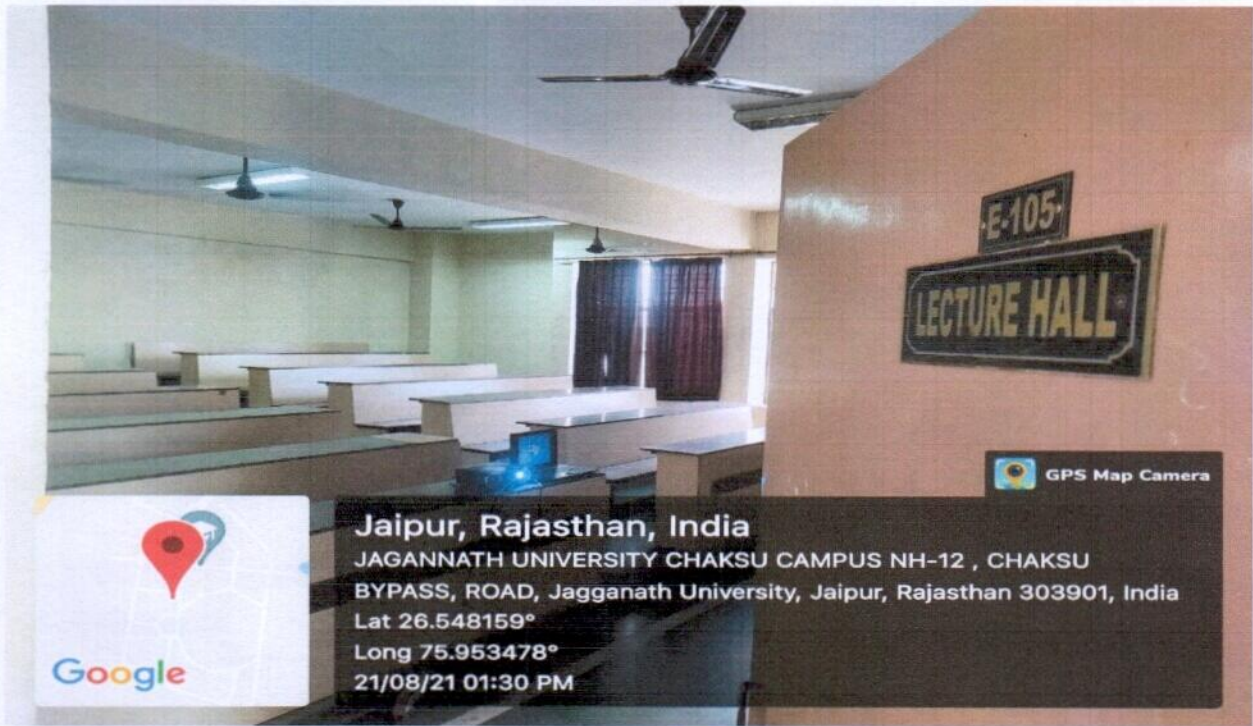 E-105
LECTURE HALL
GPS Map Camera
Jaipur, Rajasthan, India
JAGANNATH UNIVERSITY CHAKSU CAMPUS NH-12 , CHAKSU
BYPASS, ROAD, Jagganath University, Jaipur, Rajasthan 303901, India
Lat 26.548159°
Long 75.953478°
21/08/21 01:30 PM
Google